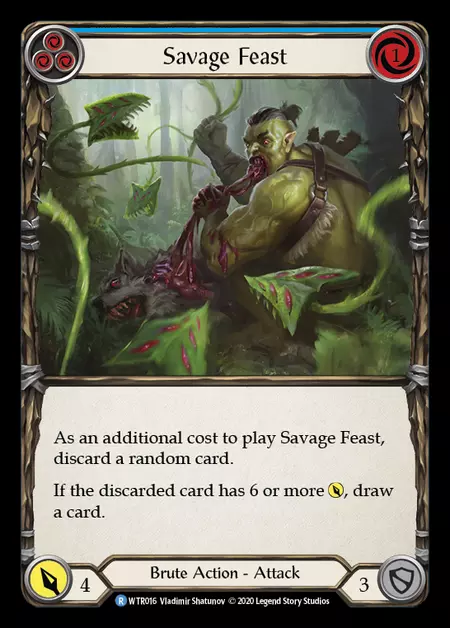 Savage Feast
1
As an additional cost to play Savage Feast,
discard a random card.
If the discarded card has 6 or more , draw
a card.
4
Brute Action - Attack
3
R WTR016 Vladimir Shatunov © 2020 Legend Story Studios